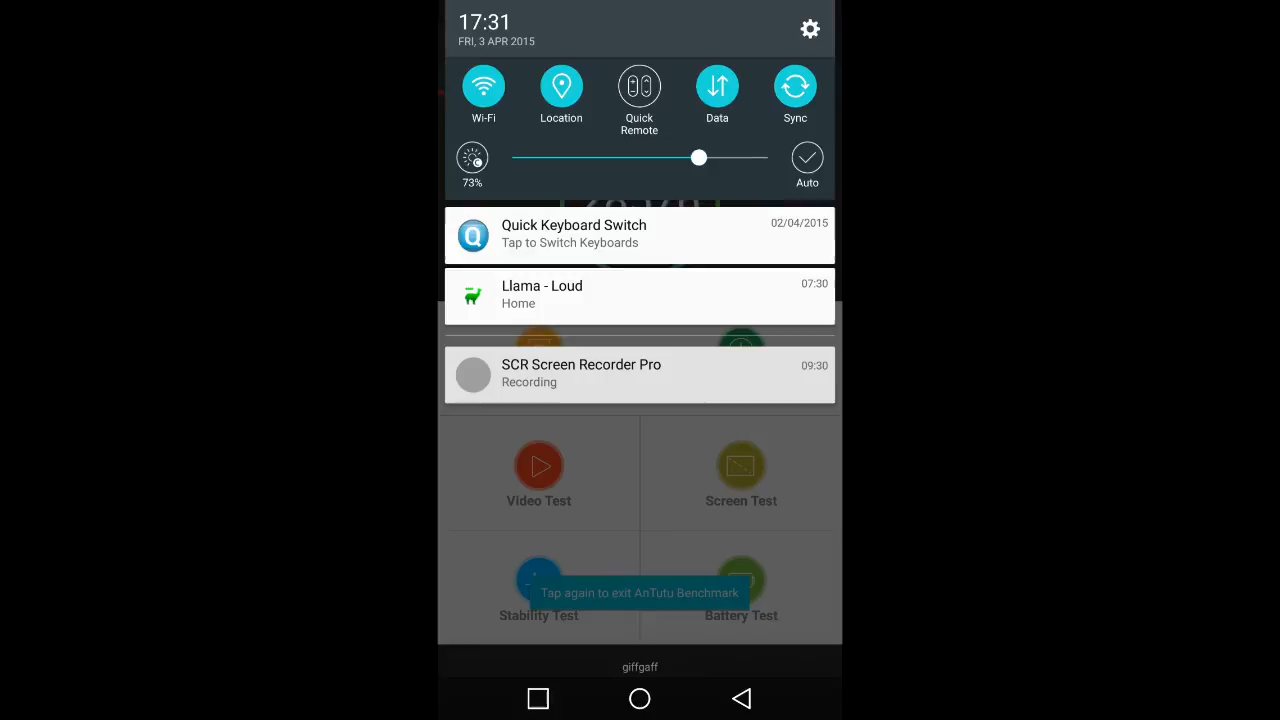 17:31
FRI, 3 APR 2015
Wi-Fi
Location
Quick
Remote
Data
Sync
73%
Auto
Quick Keyboard Switch
02/04/2015
Tap to Switch Keyboards
Llama - Loud
07:30
Home
SCR Screen Recorder Pro
09:30
Recording
Video Test
Screen Test
Tap again to exit AnTutu Benchmark
Stability Test
Battery Test
giffgaff